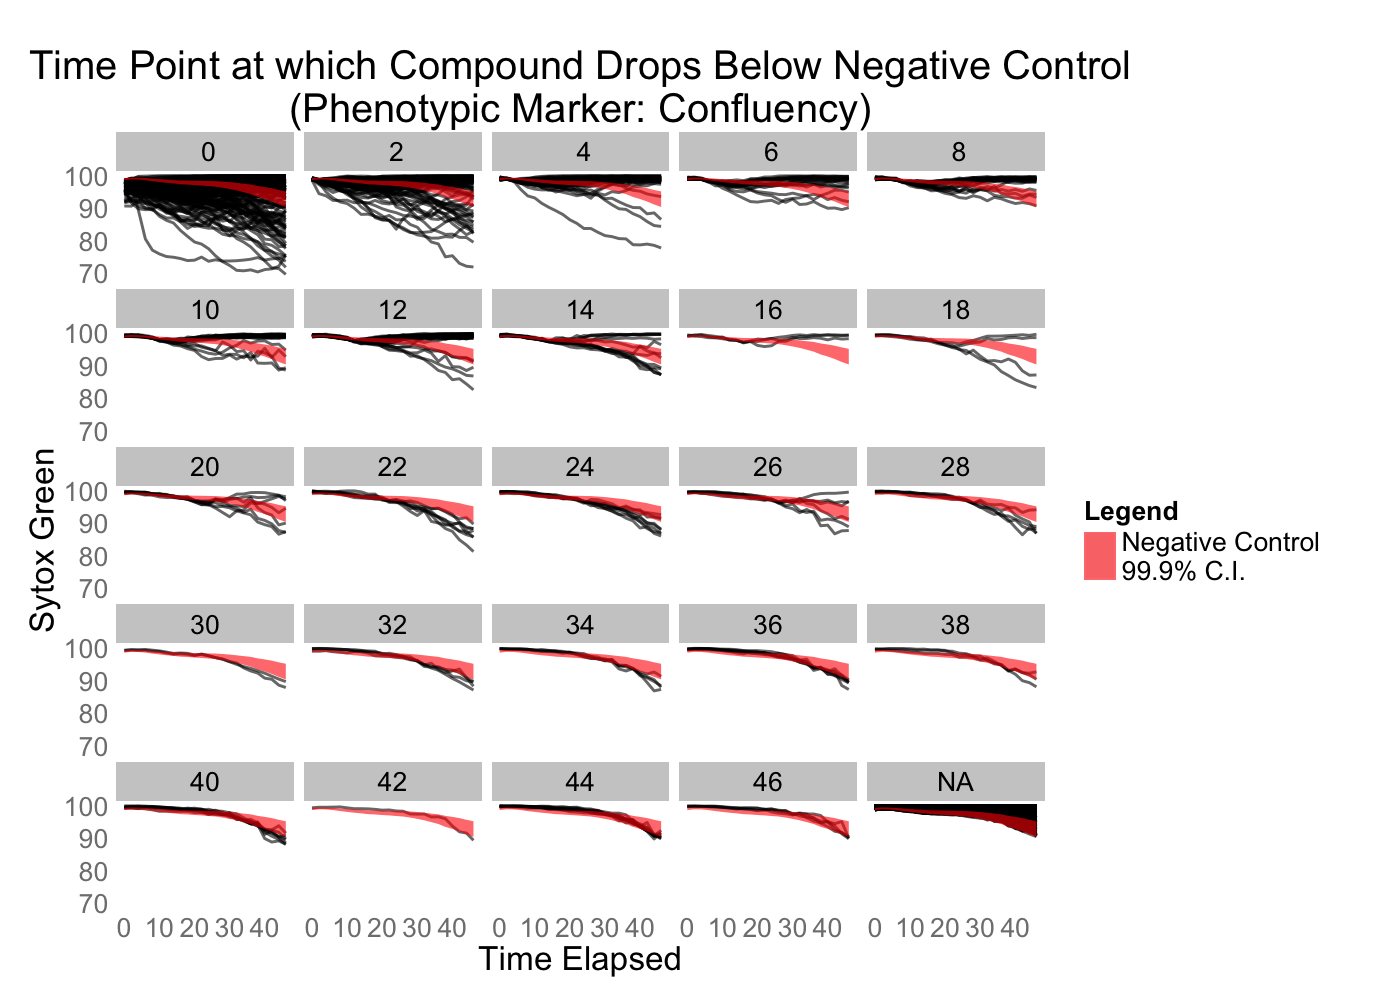 Time Point at which Compound Drops Below Negative Control
(Phenotypic Marker: Confluency)
0 2 4 6 8
100
90
80
70
10 12 14 16 18
100
90
80
70
20 22 24 26 28
100
90
80
70
30 32 34 36 38
100
90
80
70
40 42 44 46 NA
100
90
80
70
0 10 20 30 40 0 10 20 30 40 0 10 20 30 40 0 10 20 30 40 0 10 20 30 40
Time Elapsed
Sytox Green
Legend
Negative Control
99.9% C.I.